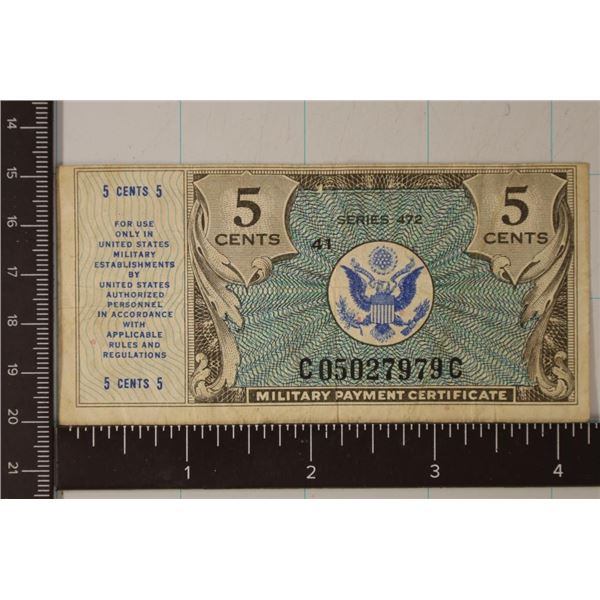 5 CENTS 5
FOR USE
ONLY IN
UNITED STATES
MILITARY
ESTABLISHMENTS
BY
UNITED STATES
AUTHORIZED
PERSONNEL
IN ACCORDANCE
WITH
APPLICABLE
RULES AND
REGULATIONS
5 CENTS 5
5
CENTS
SERIES 472
41
5
CENTS
C05027979C
MILITARY PAYMENT CERTIFICATE
14
15
16
17
18
19
20
21
1
2
3
4